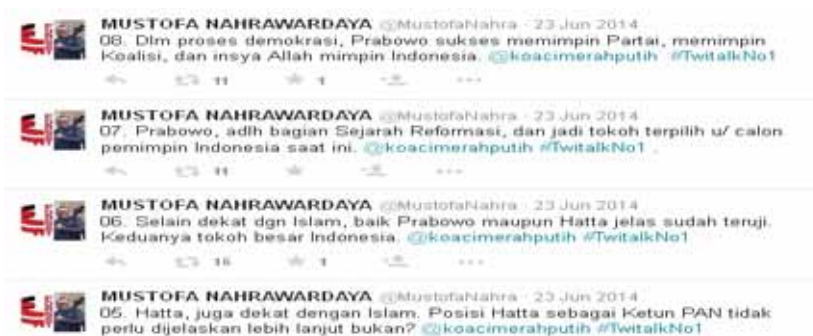 MUSTOFA NAHRAWARDAYA @MustofaNahra · 23 Jun 2014
08. Dlm proses demokrasi, Prabowo sukses memimpin Partai, memimpin
Koalisi, dan insya Allah mimpin Indonesia. @koacimerahputih #TwitalkNo1
11 1
MUSTOFA NAHRAWARDAYA @MustofaNahra · 23 Jun 2014
07. Prabowo, adlh bagian Sejarah Reformasi, dan jadi tokoh terpilih u/ calon
pemimpin Indonesia saat ini. @koacimerahputih #TwitalkNo1 .
11
MUSTOFA NAHRAWARDAYA @MustofaNahra · 23 Jun 2014
06. Selain dekat dgn Islam, baik Prabowo maupun Hatta jelas sudah teruji.
Keduanya tokoh besar Indonesia. @koacimerahputih #TwitalkNo1
16 1
MUSTOFA NAHRAWARDAYA @MustofaNahra · 23 Jun 2014
05. Hatta, juga dekat dengan Islam. Posisi Hatta sebagai Ketun PAN tidak
perlu dijelaskan lebih lanjut bukan? @koacimerahputih #TwitalkNo1